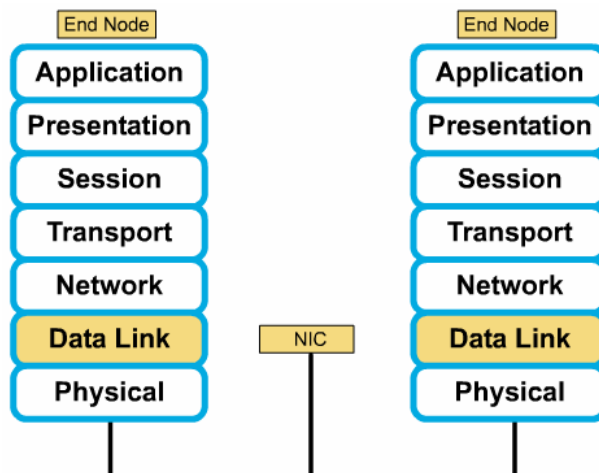 End Node
Application
Presentation
Session
Transport
Network
Data Link
Physical
NIC
End Node
Application
Presentation
Session
Transport
Network
Data Link
Physical